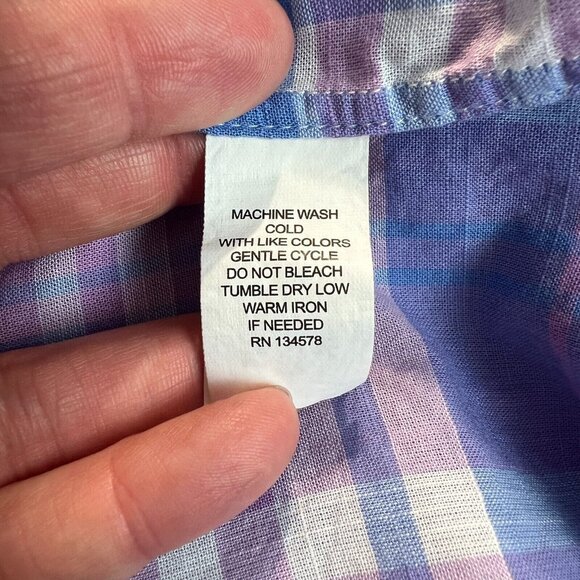 MACHINE WASH
COLD
WITH LIKE COLORS
GENTLE CYCLE
DO NOT BLEACH
TUMBLE DRY LOW
WARM IRON
IF NEEDED
RN 134578